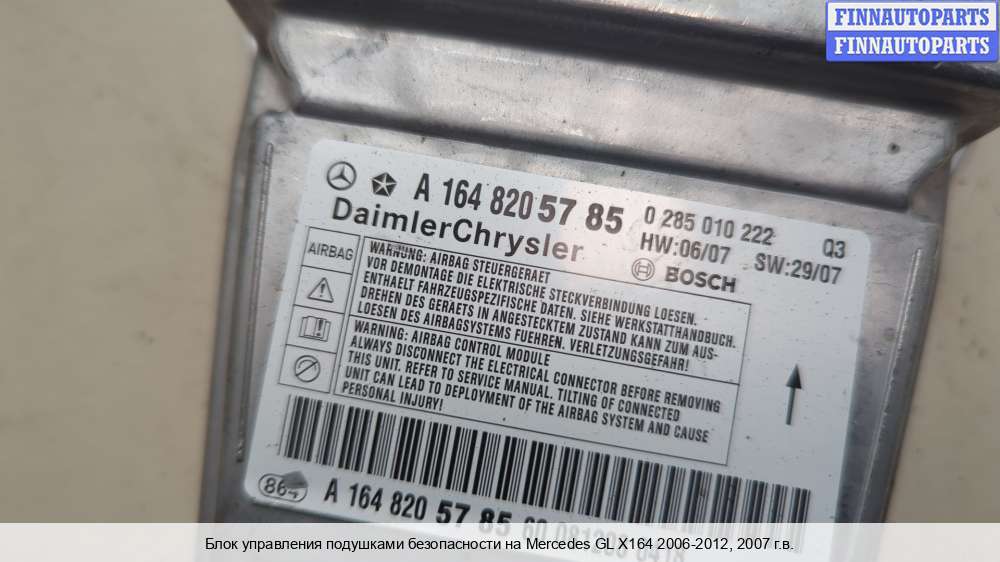 FINNAUTOPARTS
FINNAUTOPARTS
A 164 820 57 85 0 285 010 222 Q3
DaimlerChrysler HW:06/07 SW:29/07
BOSCH
AIRBAG
WARNUNG: AIRBAG STEUERGERAET
VOR DEMONTAGE DIE ELEKTRISCHE STECKVERBINDUNG LOESEN.
ENTHAELT FAHRZEUGSPEZIFISCHE DATEN. SIEHE WERKSTATTHANDBUCH.
DREHEN DES GERAETS IN ANGESTECKTEM ZUSTAND KANN ZUM AUS-
LOESEN DES AIRBAGSYSTEMS FUEHREN. VERLETZUNGSGEFAHR!
WARNING: AIRBAG CONTROL MODULE
ALWAYS DISCONNECT THE ELECTRICAL CONNECTOR BEFORE REMOVING
THIS UNIT. REFER TO SERVICE MANUAL. TILTING OF CONNECTED
UNIT CAN LEAD TO DEPLOYMENT OF THE AIRBAG SYSTEM AND CAUSE
PERSONAL INJURY!
864
A 164 820 57 85
Блок управления подушками безопасности на Mercedes GL X164 2006-2012, 2007 г.в.